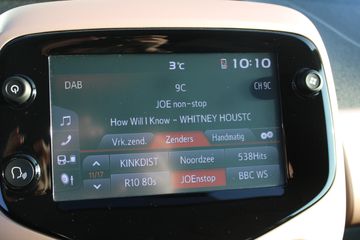 3°C 10:10
DAB 9C CH 9C
JOE non-stop
How Will I Know - WHITNEY HOUSTC
Vrk.zend. Zenders Handmatig
11/17 KINKDIST Noordzee 538Hits
R10 80s JOEnstop BBC WS